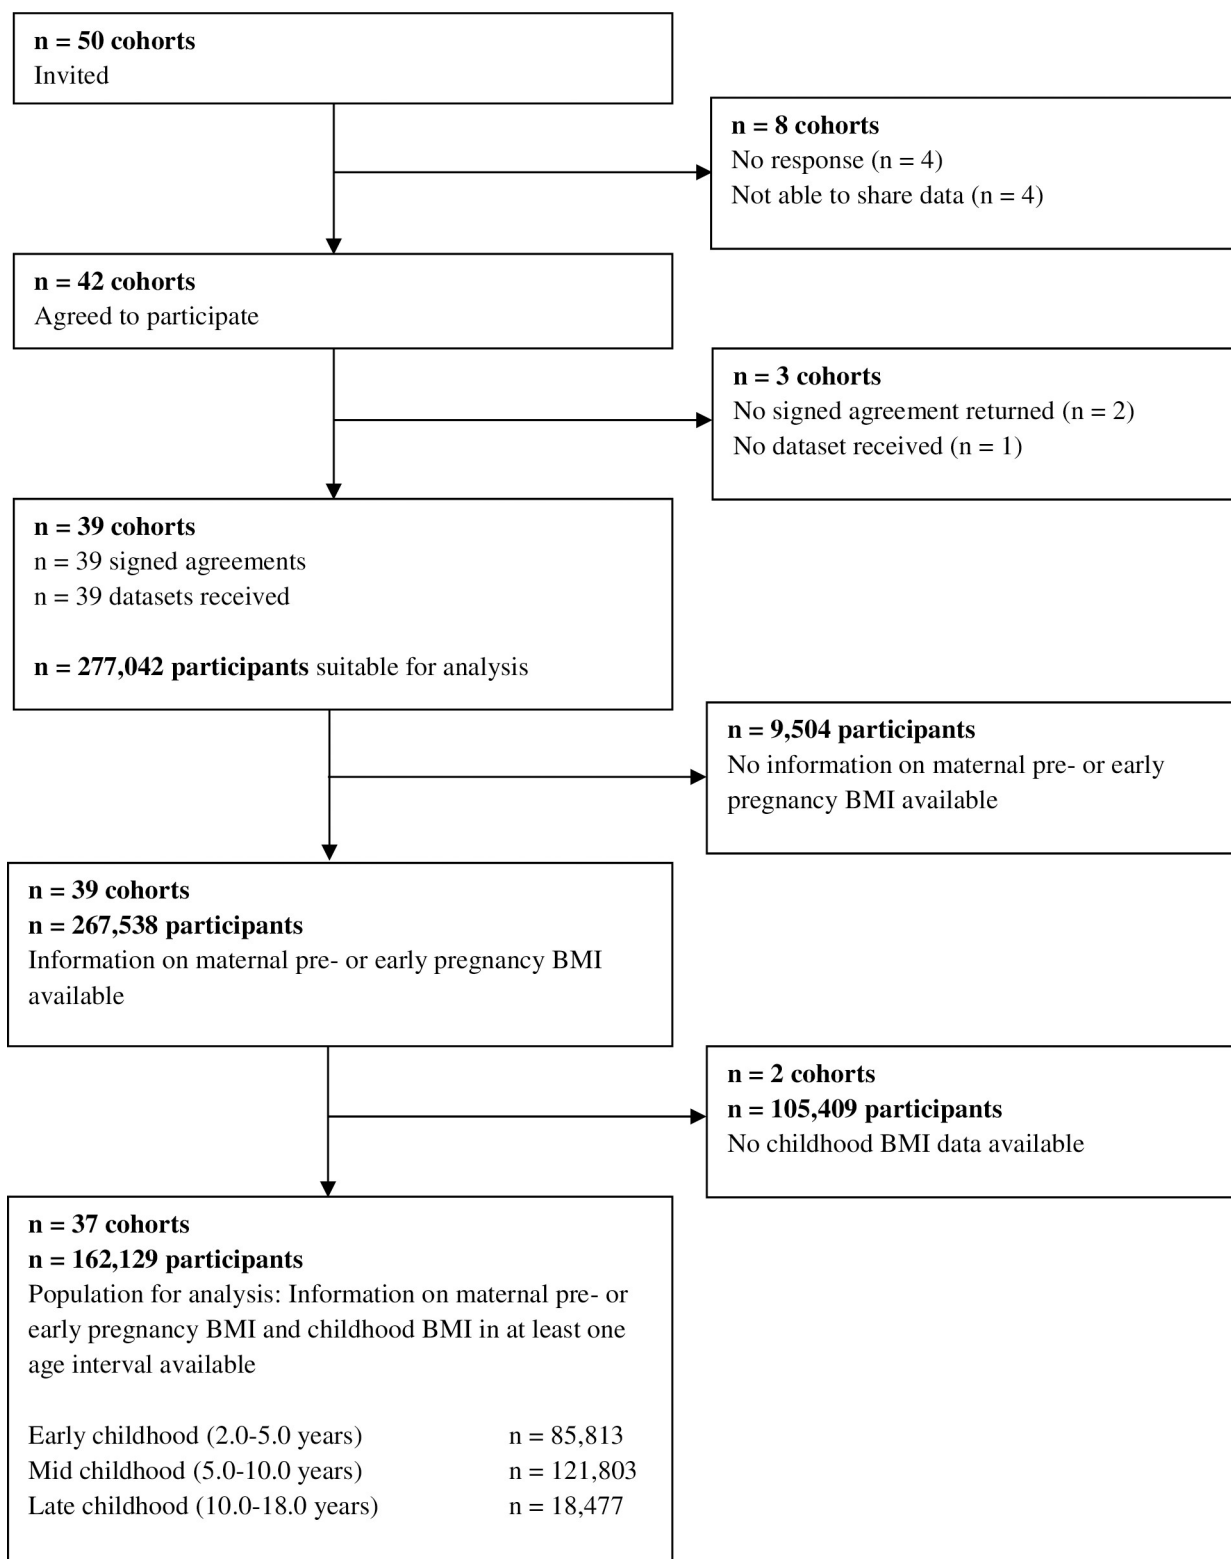 n = 50 cohorts
Invited
n = 8 cohorts
No response (n = 4)
Not able to share data (n = 4)
n = 42 cohorts
Agreed to participate
n = 3 cohorts
No signed agreement returned (n = 2)
No dataset received (n = 1)
n = 39 cohorts
n = 39 signed agreements
n = 39 datasets received
n = 277,042 participants suitable for analysis
n = 9,504 participants
No information on maternal pre- or early
pregnancy BMI available
n = 39 cohorts
n = 267,538 participants
Information on maternal pre- or early pregnancy BMI
available
n = 2 cohorts
n = 105,409 participants
No childhood BMI data available
n = 37 cohorts
n = 162,129 participants
Population for analysis: Information on maternal pre- or
early pregnancy BMI and childhood BMI in at least one
age interval available
Early childhood (2.0-5.0 years) n = 85,813
Mid childhood (5.0-10.0 years) n = 121,803
Late childhood (10.0-18.0 years) n = 18,477